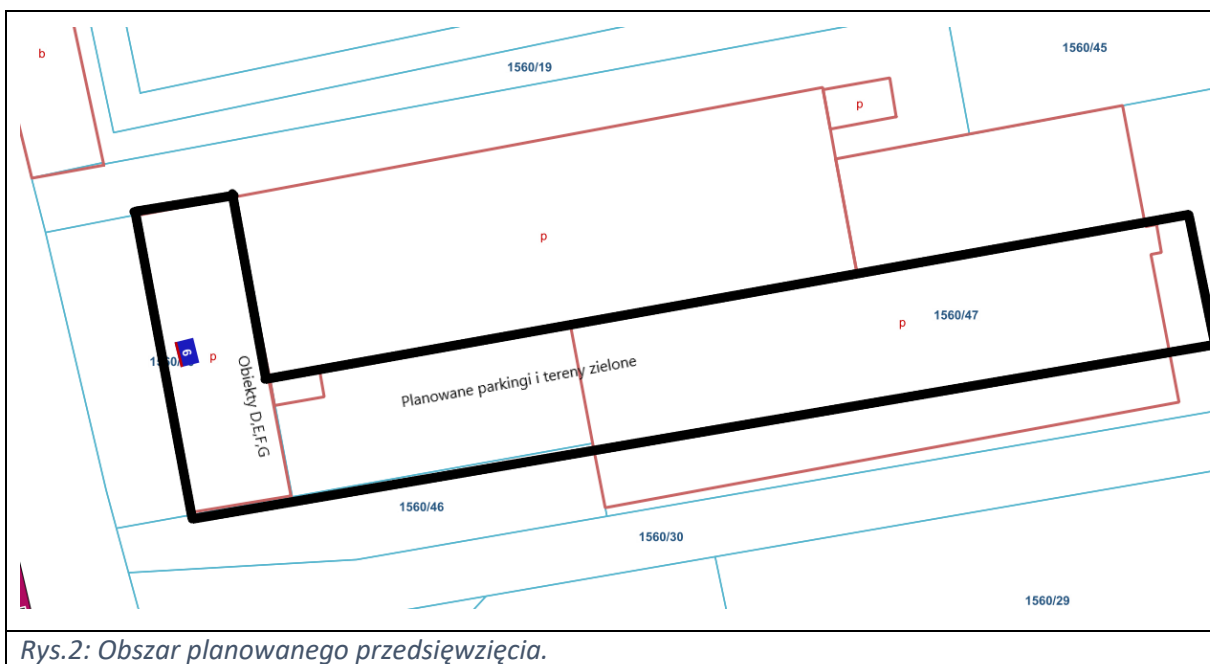 b
1560/19
1560/45
p
p
6
p
Obiekty D,E,F,G
Planowane parkingi i tereny zielone
p
1560/47
1560/46
1560/30
1560/29
Rys.2: Obszar planowanego przedsięwzięcia.